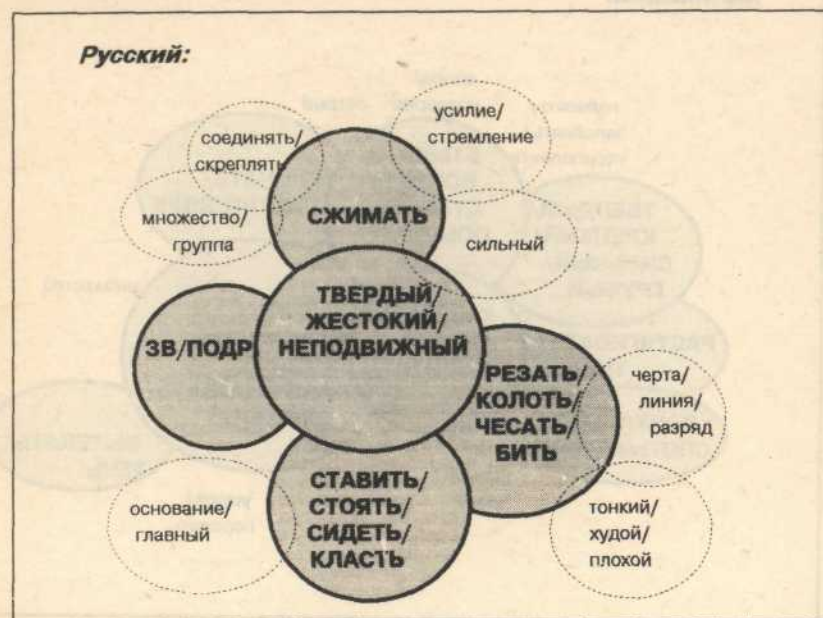 Русский:
усилие/
стремление
соединять/
скреплять
множество/
группа
СЖИМАТЬ
сильный
ТВЕРДЫЙ/
ЖЕСТОКИЙ/
НЕПОДВИЖНЫЙ
ЗВ/ПОДР
РЕЗАТЬ/
КОЛОТЬ/
ЧЕСАТЬ/
БИТЬ
черта/
линия/
разряд
СТАВИТЬ/
СТОЯТЬ/
СИДЕТЬ/
КЛАСТЬ
основание/
главный
тонкий/
худой/
плохой